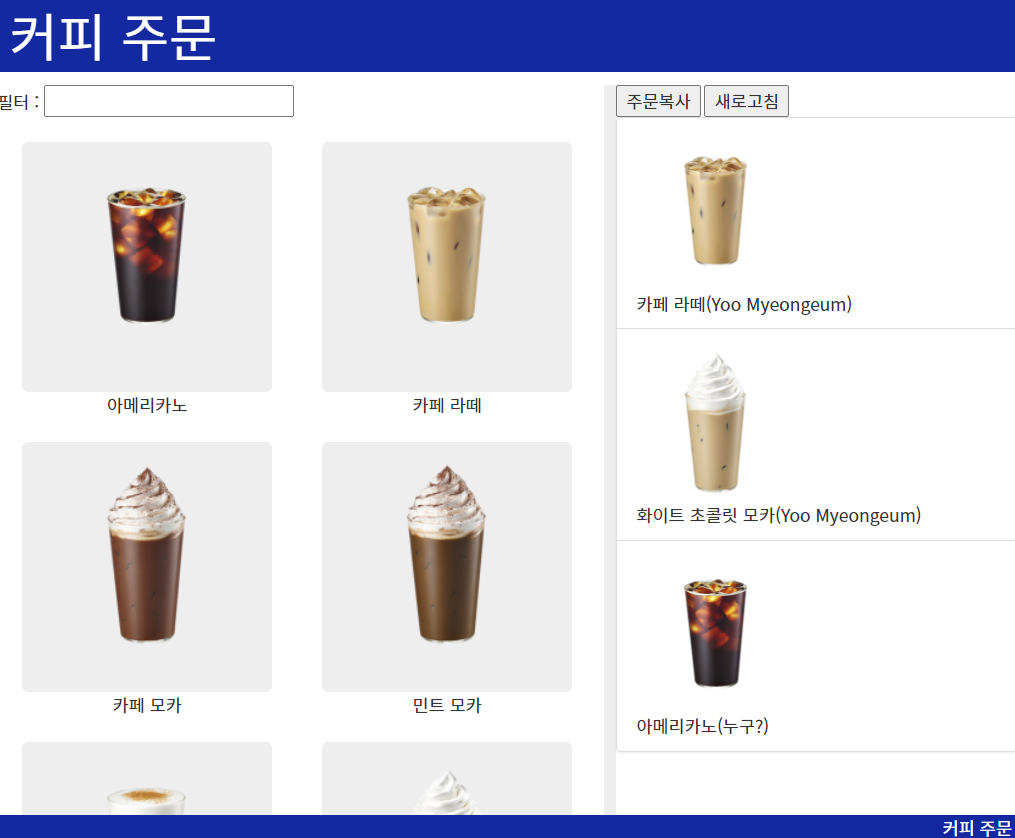 커피 주문
필터 :
주문복사 새로고침
아메리카노
카페 라떼
카페 모카
민트 모카
카페 라떼(Yoo Myeongeum)
화이트 초콜릿 모카(Yoo Myeongeum)
아메리카노(누구?)
커피 주문